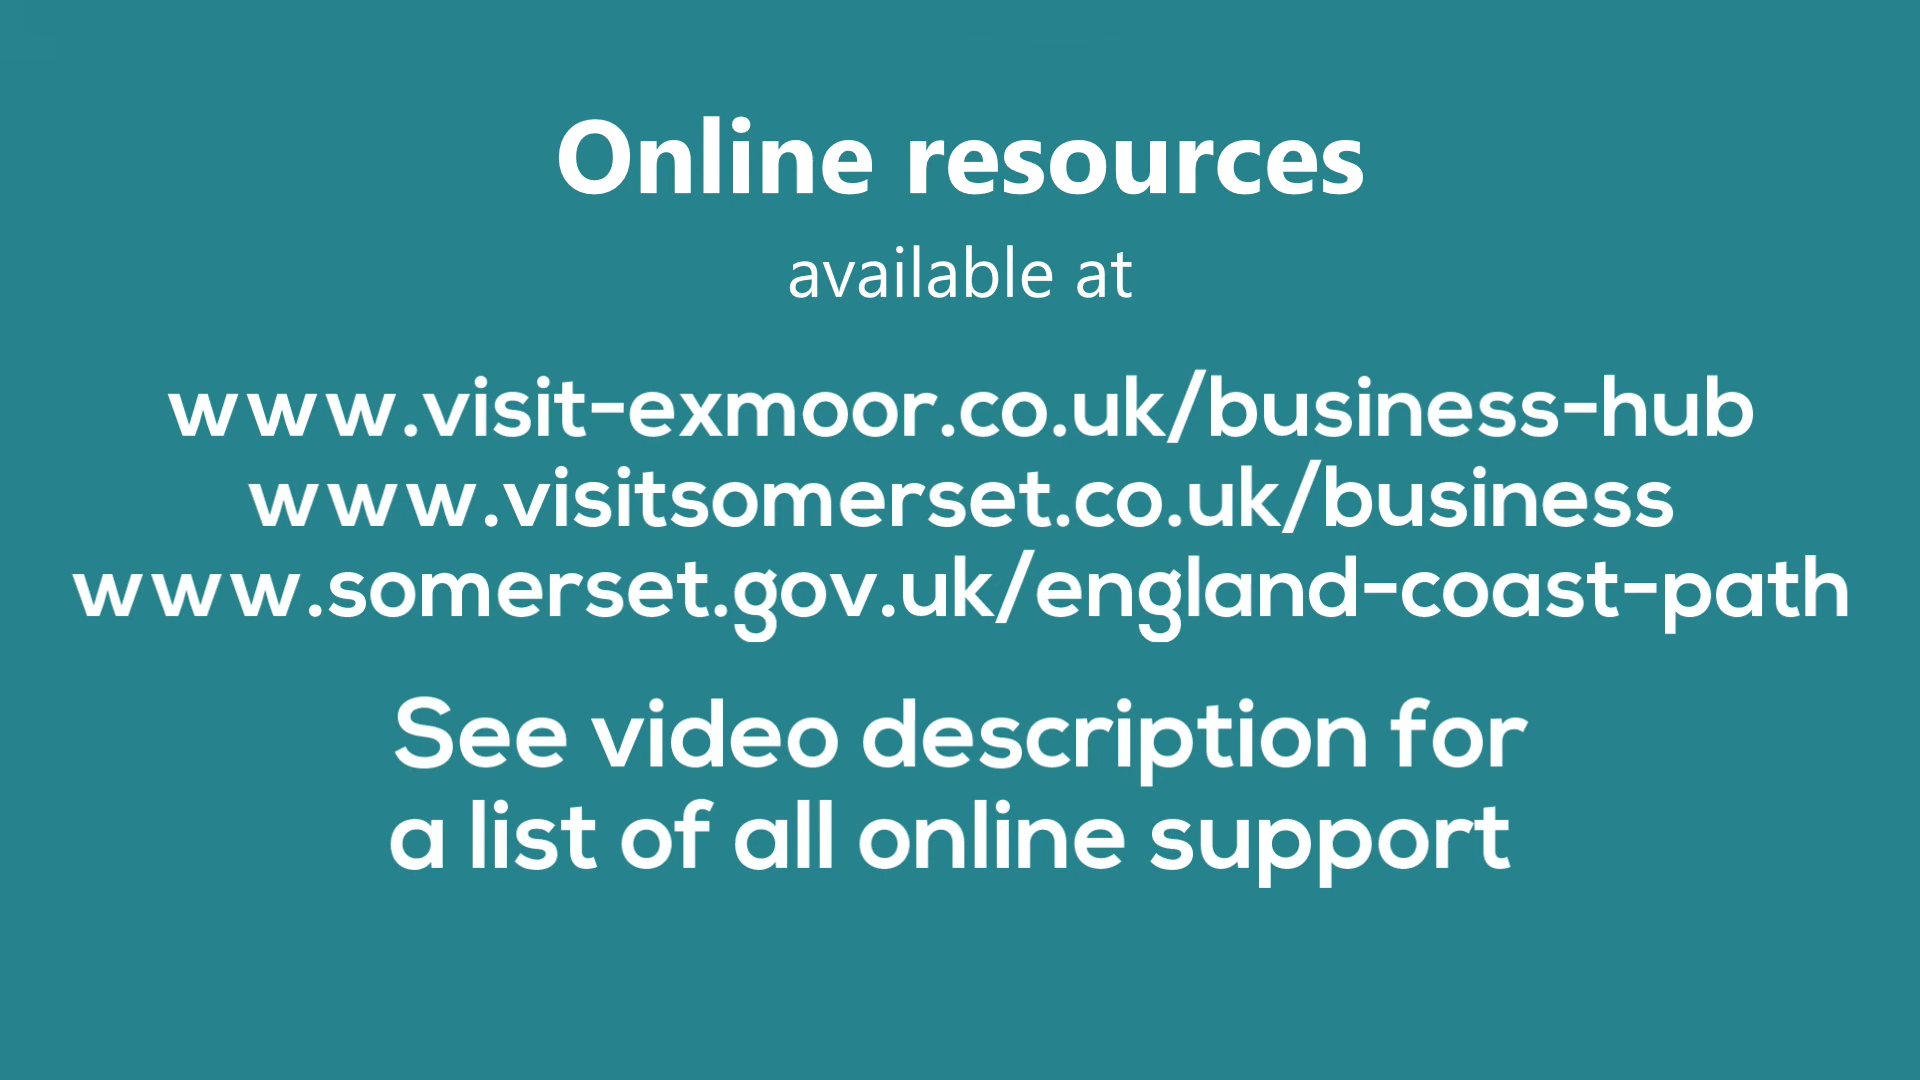 Online resources
available at
www.visit-exmoor.co.uk/business-hub
www.visitsomerset.co.uk/business
www.somerset.gov.uk/england-coast-path
See video description for
a list of all online support